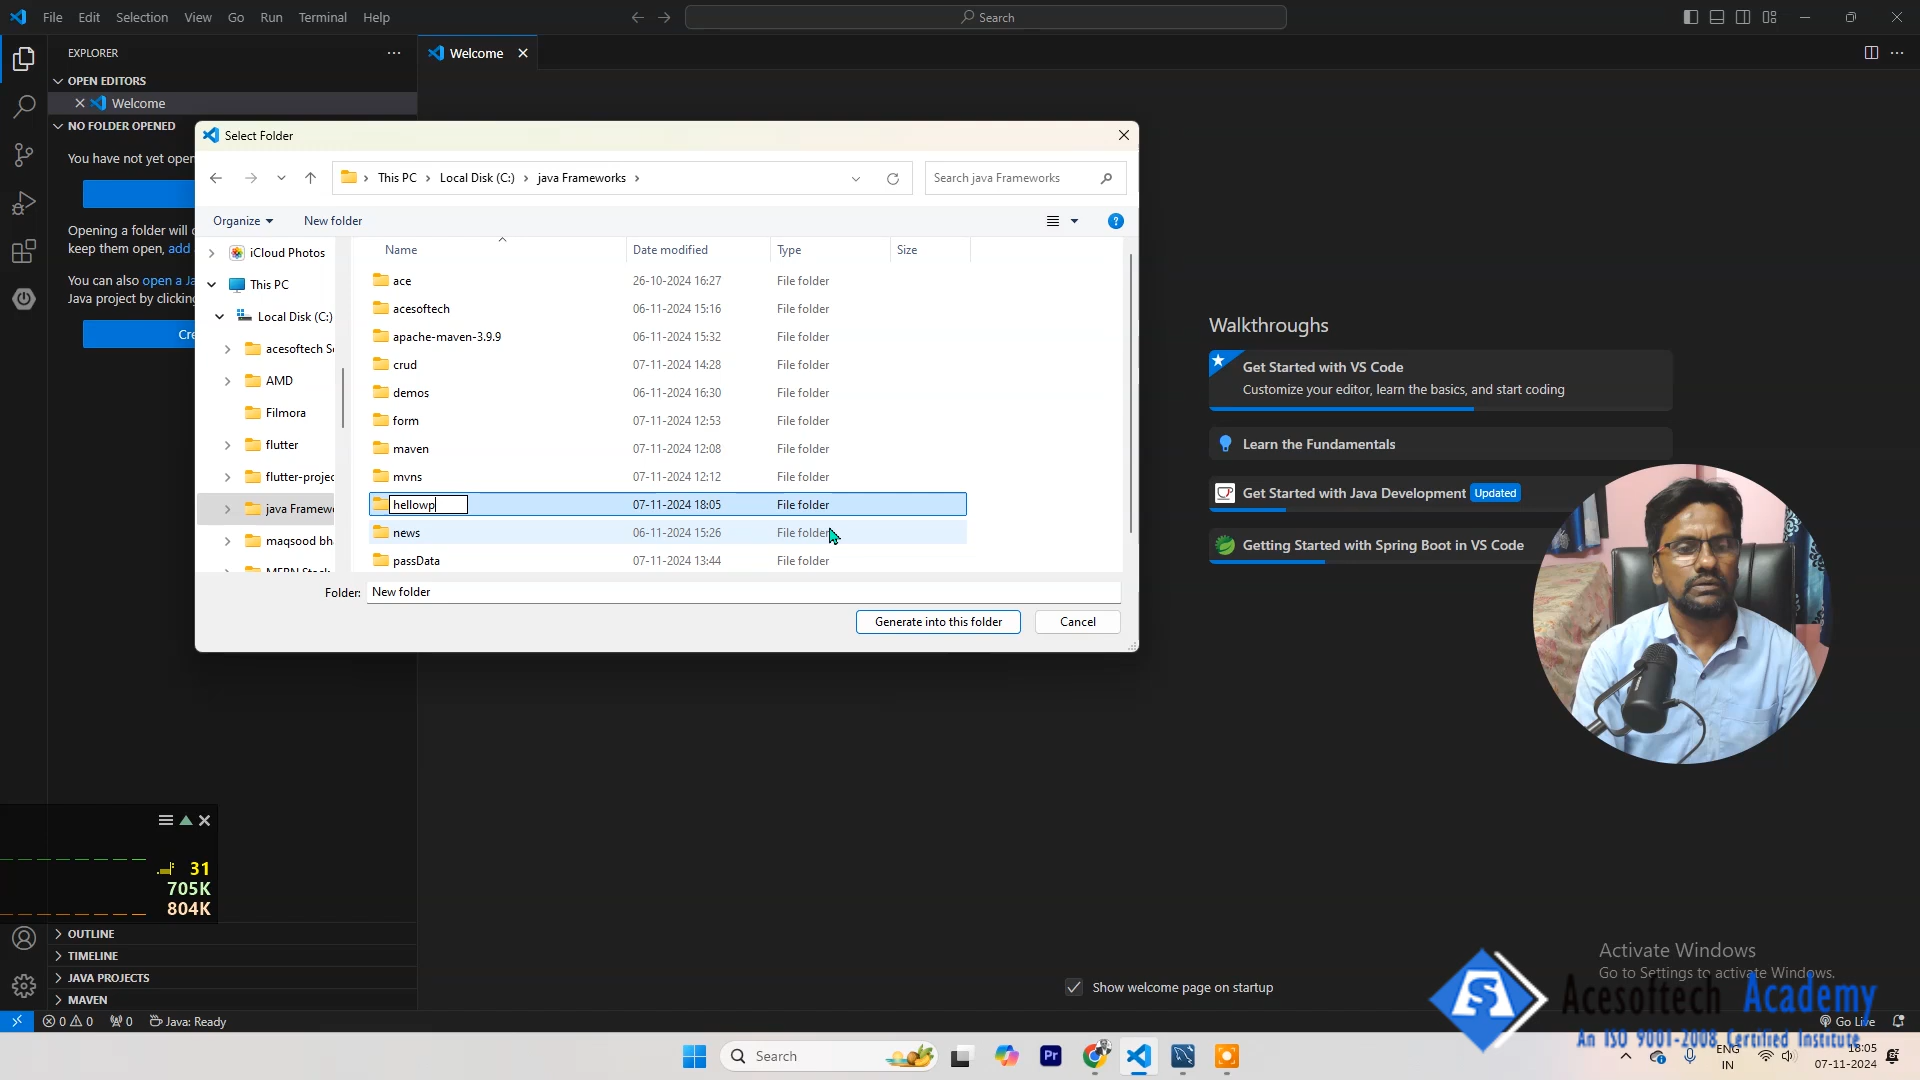 File Edit Selection View Go Run Terminal Help
Search
EXPLORER
Welcome
OPEN EDITORS
Welcome
NO FOLDER OPENED
You have not yet open
Opening a folder will
keep them open, add
You can also open a Ja
Java project by clicking
Cre
Select Folder
This PC Local Disk (C:) java Frameworks
Search java Frameworks
Organize New folder
Name Date modified Type Size
iCloud Photos
This PC
Local Disk (C:)
acesoftech S
AMD
Filmora
flutter
flutter-projec
java Framew
maqsood bh
ace 26-10-2024 16:27 File folder
acesoftech 06-11-2024 15:16 File folder
apache-maven-3.9.9 06-11-2024 15:32 File folder
crud 07-11-2024 14:28 File folder
demos 06-11-2024 16:30 File folder
form 07-11-2024 12:53 File folder
maven 07-11-2024 12:08 File folder
mvns 07-11-2024 12:12 File folder
hellowp 07-11-2024 18:05 File folder
news 06-11-2024 15:26 File folder
passData 07-11-2024 13:44 File folder
Folder: New folder
Generate into this folder Cancel
Walkthroughs
Get Started with VS Code
Customize your editor, learn the basics, and start coding
Learn the Fundamentals
Get Started with Java Development Updated
Getting Started with Spring Boot in VS Code
31
705K
804K
OUTLINE
TIMELINE
JAVA PROJECTS
MAVEN
Show welcome page on startup
Activate Windows
Go to Settings to activate Windows.
Acesoftech Academy
An ISO 9001-2008 Certified Institute
0 0 0 Java: Ready
Go Live
Search
Pr
ENG
IN
18:05
07-11-2024